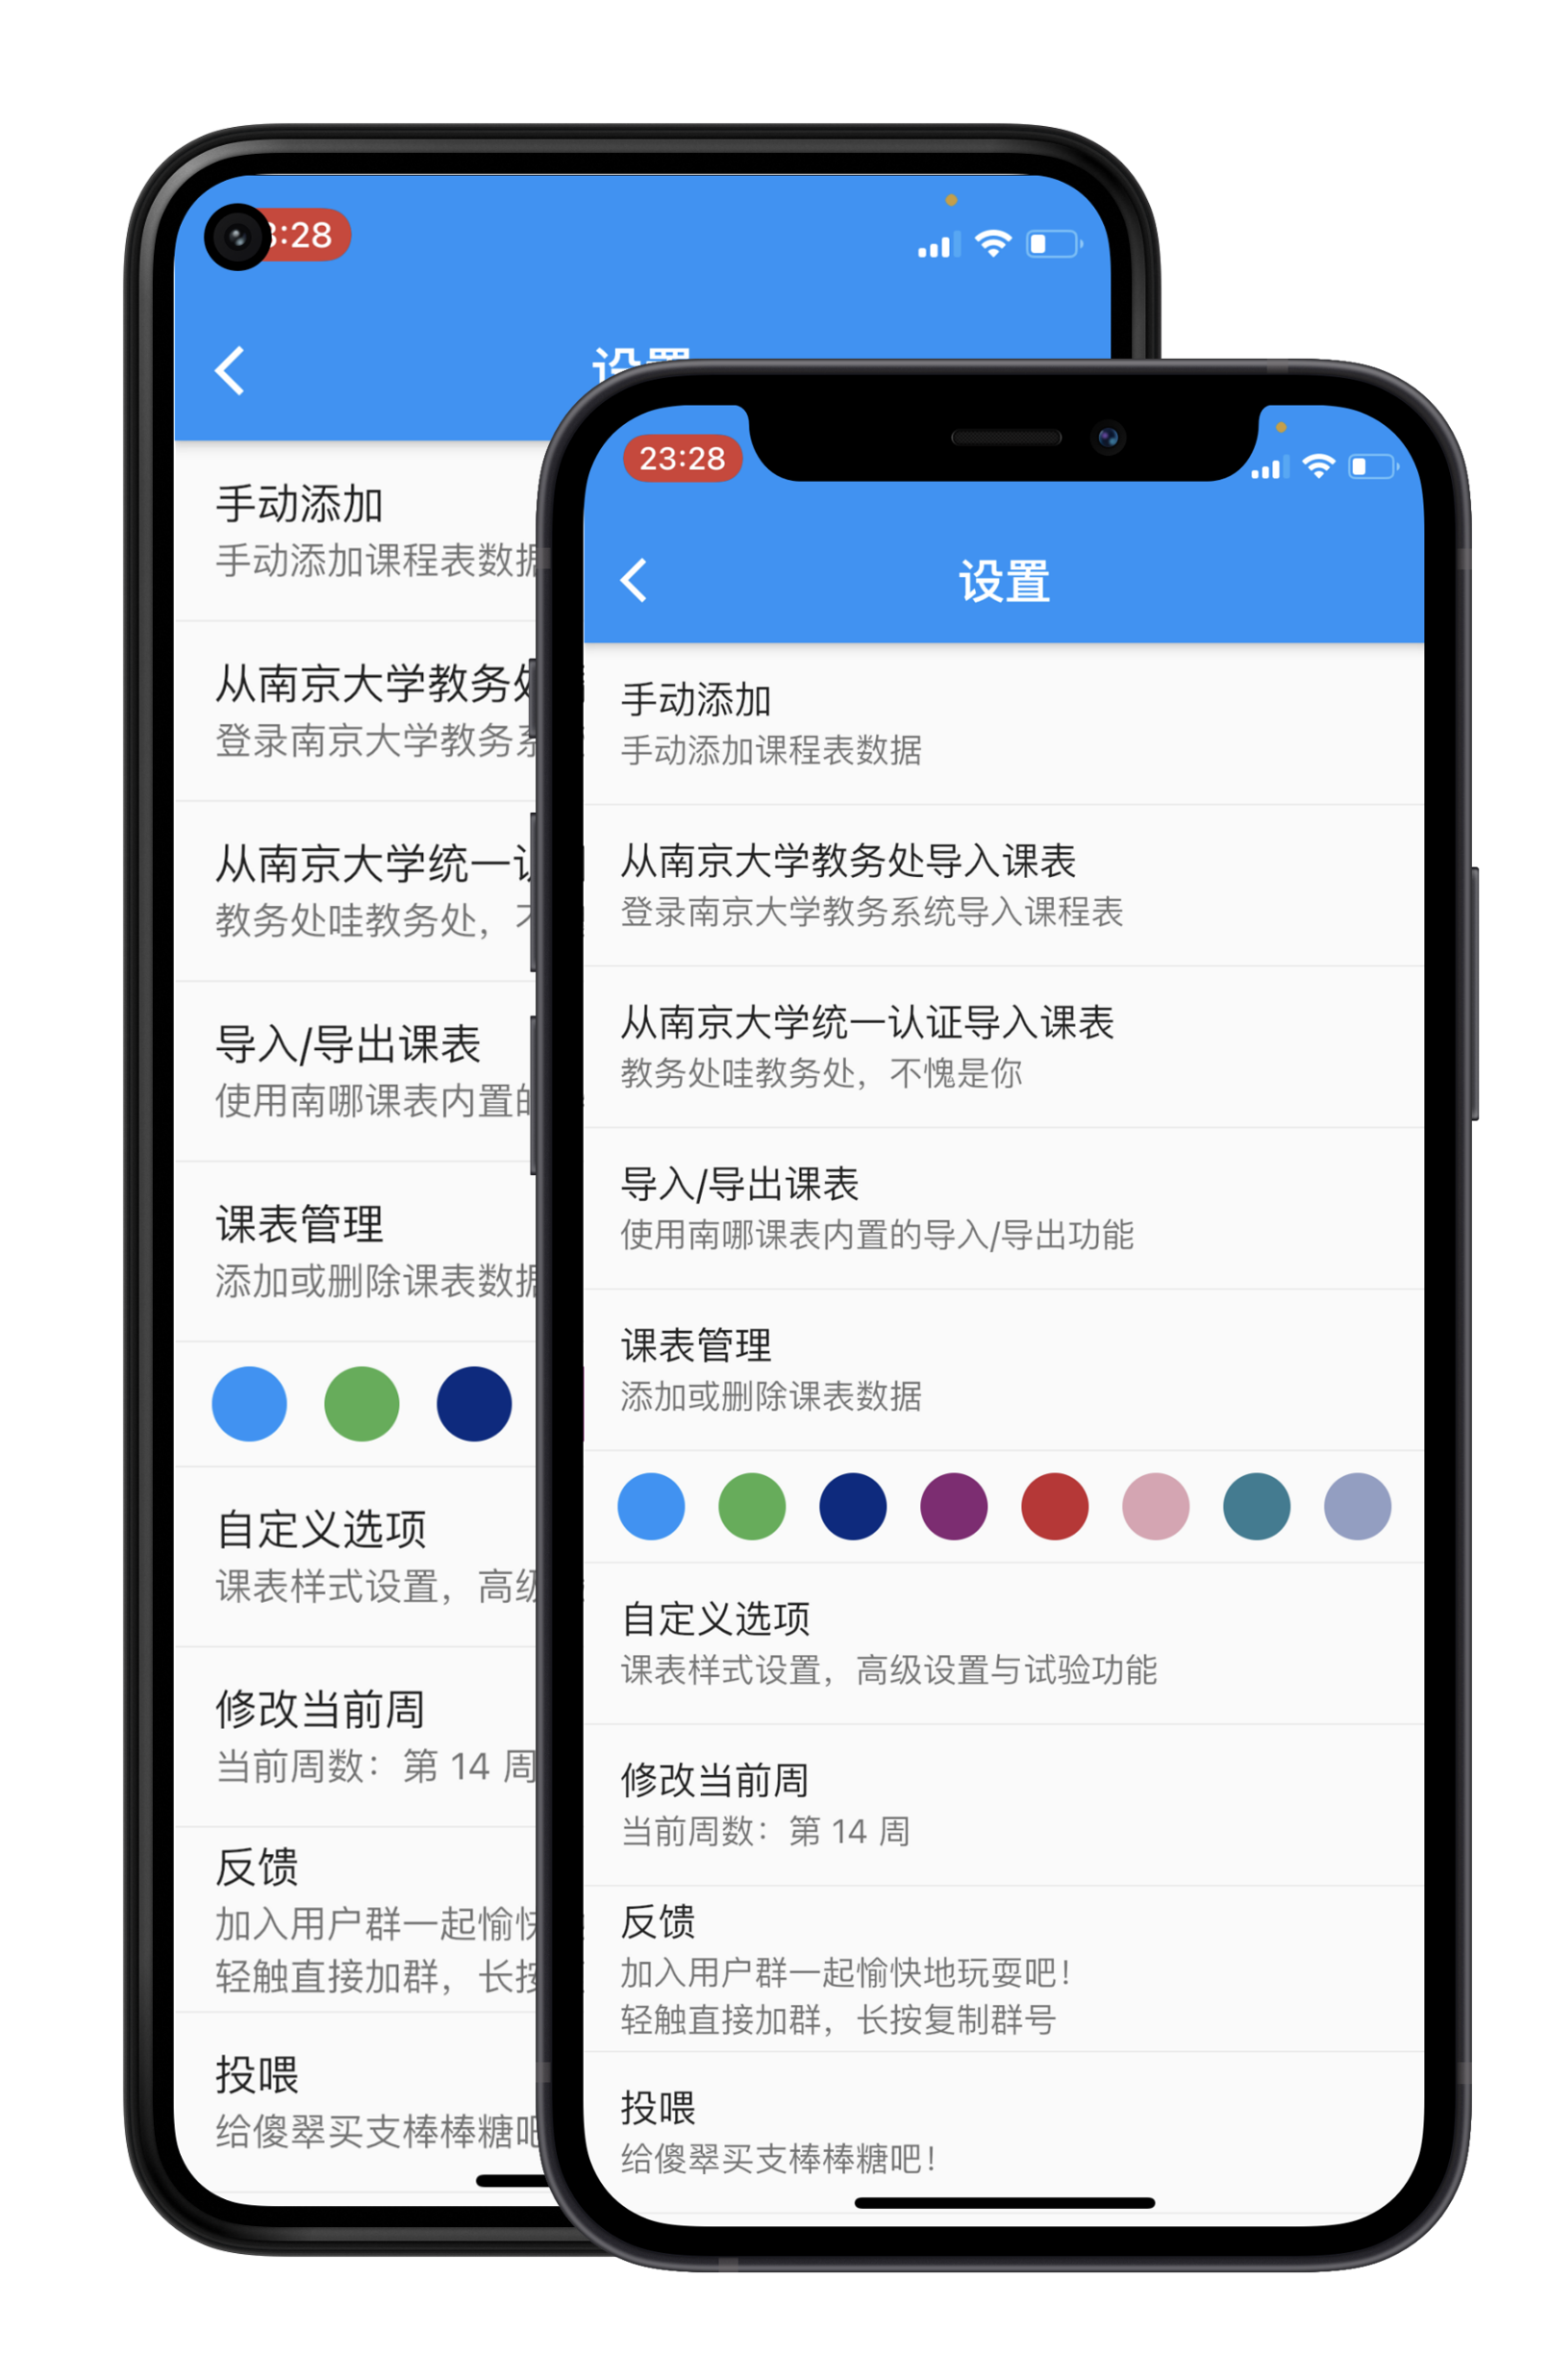 :28
设置
手动添加
手动添加课程表数据
从南京大学教务处
登录南京大学教务系
从南京大学统一
教务处哇教务处，不
导入/导出课表
使用南哪课表内置的
课表管理
添加或删除课表数据
自定义选项
课表样式设置，高级
修改当前周
当前周数：第 14 周
反馈
加入用户群一起愉快
轻触直接加群，长按
投喂
给傻翠买支棒棒糖吧
23:28
设置
手动添加
手动添加课程表数据
从南京大学教务处导入课表
登录南京大学教务系统导入课程表
从南京大学统一认证导入课表
教务处哇教务处，不愧是你
导入/导出课表
使用南哪课表内置的导入/导出功能
课表管理
添加或删除课表数据
自定义选项
课表样式设置，高级设置与试验功能
修改当前周
当前周数：第 14 周
反馈
加入用户群一起愉快地玩耍吧！
轻触直接加群，长按复制群号
投喂
给傻翠买支棒棒糖吧！